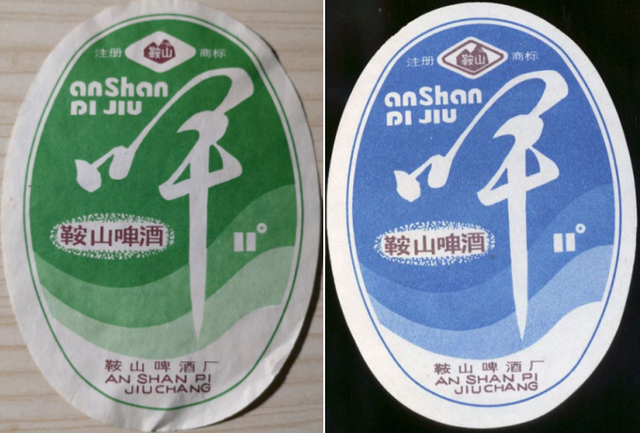 注册 鞍山 商标
anShan
PI JIU
啤
鞍山啤酒
11°
鞍山啤酒厂
AN SHAN PI
JIUCHANG
注册 鞍山 商标
anShan
PI JIU
啤
鞍山啤酒
11°
鞍山啤酒厂
AN SHAN PI
JIUCHANG